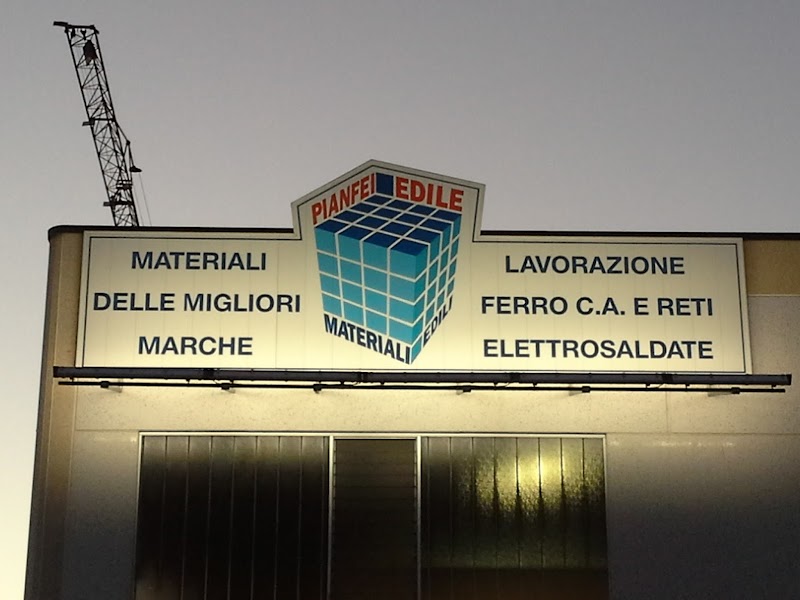 PIANFEI EDILE
MATERIALI
DELLE MIGLIORI
MARCHE
MATERIALI EDILI
LAVORAZIONE
FERRO C.A. E RETI
ELETTROSALDATE